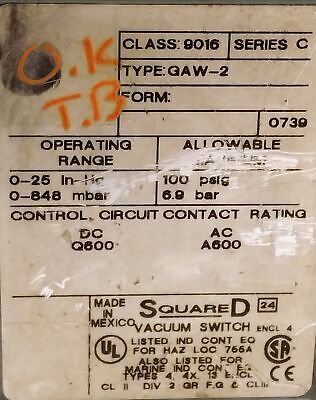 O.K
T.B
CLASS: 9016 SERIES C
TYPE: GAW-2
FORM:
0739
OPERATING RANGE
ALLOWABLE
0-25 In-Hg 100 psig
0-848 mbar 6.9 bar
CONTROL CIRCUIT CONTACT RATING
DC AC
Q600 A600
MADE IN MEXICO
SQUARE D 24
VACUUM SWITCH ENCL 4
UL
LISTED IND CONT EQ
FOR HAZ LOC 766A
SA
ALSO LISTED FOR
MARINE IND CONT EQ
TYPES 4, 4X, 13 ENCL
CL II DIV 2 GR F,G & CL III